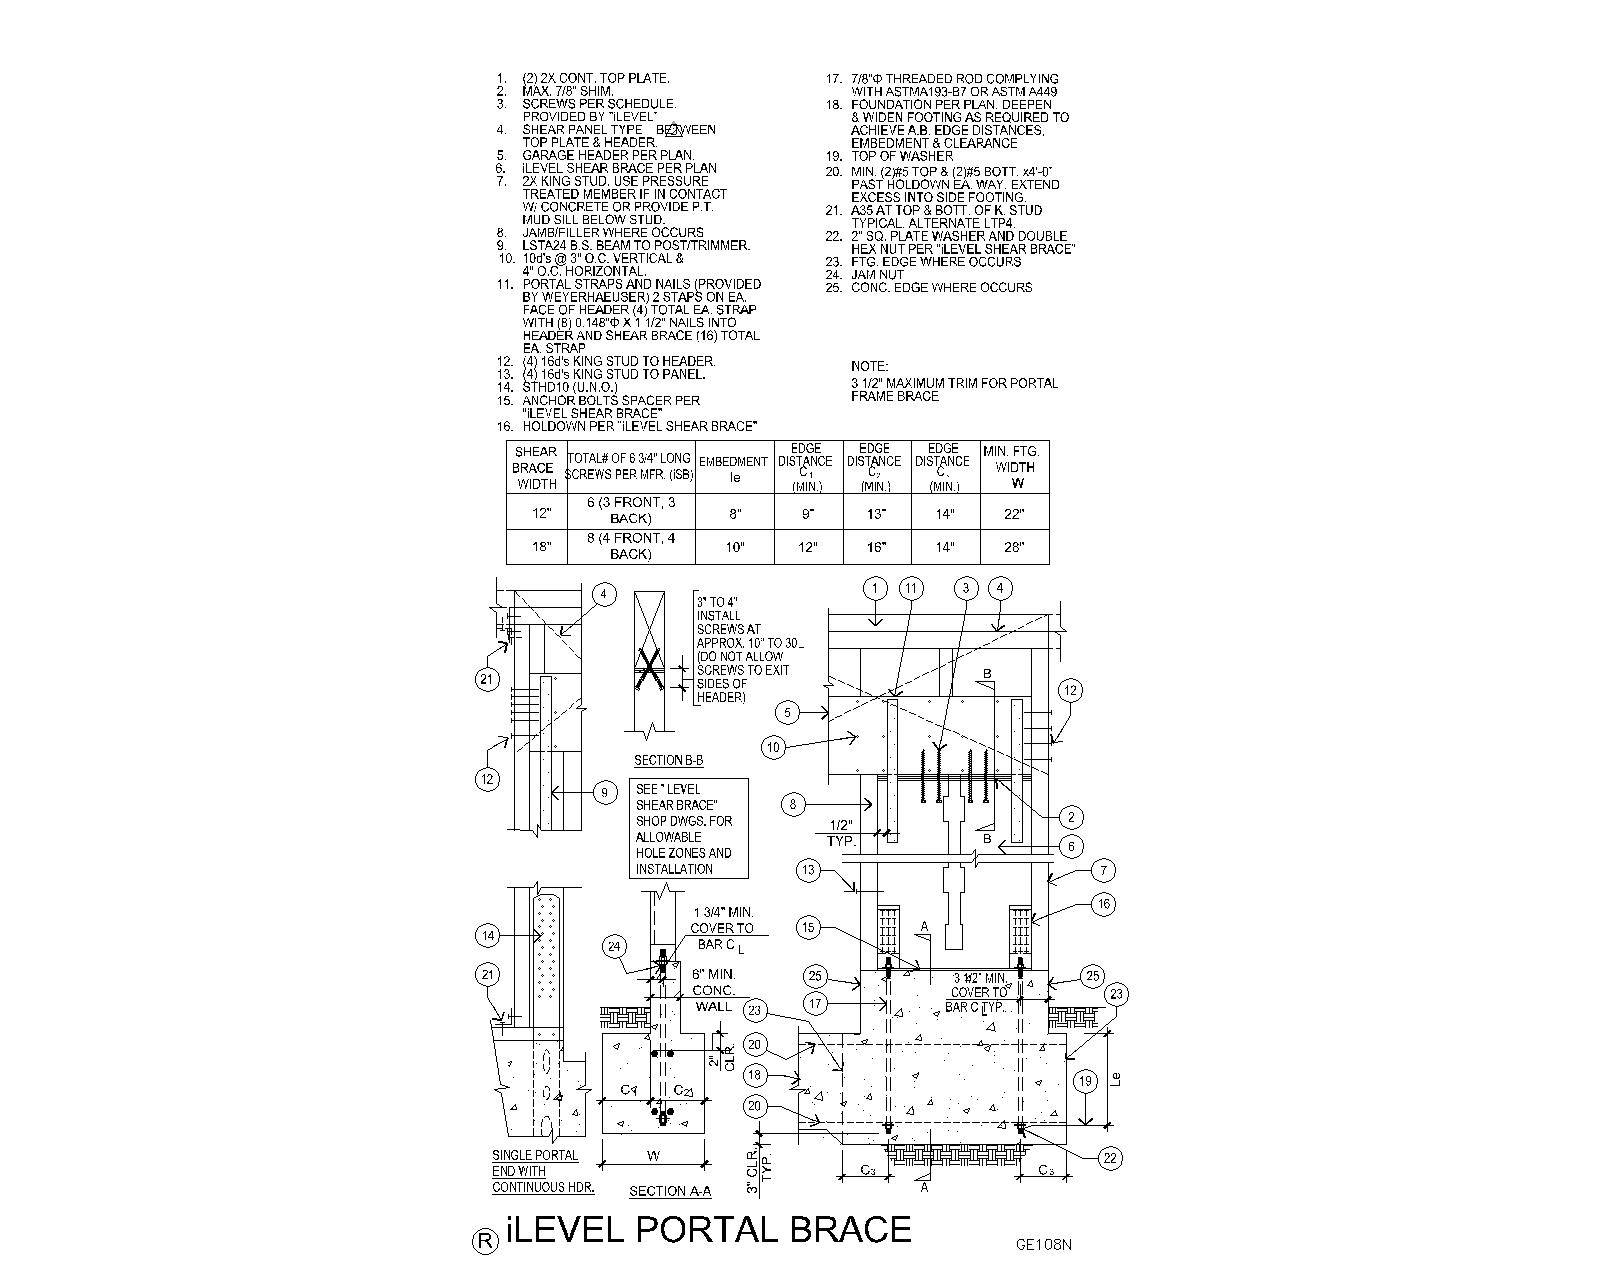 1. (2) 2X CONT. TOP PLATE.
2. MAX. 7/8" SHIM.
3. SCREWS PER SCHEDULE.
PROVIDED BY "iLEVEL"
4. SHEAR PANEL TYPE BETWEEN
TOP PLATE & HEADER.
5. GARAGE HEADER PER PLAN.
6. iLEVEL SHEAR BRACE PER PLAN
7. 2X KING STUD. USE PRESSURE
TREATED MEMBER IF IN CONTACT
W/ CONCRETE OR PROVIDE P.T.
MUD SILL BELOW STUD.
8. JAMB/FILLER WHERE OCCURS
9. LSTA24 B.S. BEAM TO POST/TRIMMER.
10. 10d's @ 3" O.C. VERTICAL &
4" O.C. HORIZONTAL.
11. PORTAL STRAPS AND NAILS (PROVIDED
BY WEYERHAEUSER) 2 STAPS ON EA.
FACE OF HEADER (4) TOTAL EA. STRAP
WITH (8) 0.148"Φ X 1 1/2" NAILS INTO
HEADER AND SHEAR BRACE (16) TOTAL
EA. STRAP
12. (4) 16d's KING STUD TO HEADER.
13. (4) 16d's KING STUD TO PANEL.
14. STHD10 (U.N.O.)
15. ANCHOR BOLTS SPACER PER
"iLEVEL SHEAR BRACE"
16. HOLDOWN PER "iLEVEL SHEAR BRACE"
17. 7/8"Φ THREADED ROD COMPLYING
WITH ASTMA193-B7 OR ASTM A449
18. FOUNDATION PER PLAN. DEEPEN
& WIDEN FOOTING AS REQUIRED TO
ACHIEVE A.B. EDGE DISTANCES,
EMBEDMENT & CLEARANCE
19. TOP OF WASHER
20. MIN. (2)#5 TOP & (2)#5 BOTT. x4'-0"
PAST HOLDOWN EA. WAY. EXTEND
EXCESS INTO SIDE FOOTING.
21. A35 AT TOP & BOTT. OF K. STUD
TYPICAL. ALTERNATE LTP4.
22. 2" SQ. PLATE WASHER AND DOUBLE
HEX NUT PER "iLEVEL SHEAR BRACE"
23. FTG. EDGE WHERE OCCURS
24. JAM NUT
25. CONC. EDGE WHERE OCCURS
NOTE:
3 1/2" MAXIMUM TRIM FOR PORTAL
FRAME BRACE
SHEAR BRACE WIDTH
TOTAL# OF 6 3/4" LONG SCREWS PER MFR. (ISB)
EMBEDMENT le
EDGE DISTANCE C1 (MIN.)
EDGE DISTANCE C2 (MIN.)
EDGE DISTANCE C (MIN.)
MIN. FTG. WIDTH W
12" 6 (3 FRONT, 3 BACK) 8" 9" 13" 14" 22"
18" 8 (4 FRONT, 4 BACK) 10" 12" 16" 14" 28"
4
21
12
9
3" TO 4"
INSTALL
SCREWS AT
APPROX. 10" TO 30
(DO NOT ALLOW
SCREWS TO EXIT
SIDES OF
HEADER)
SECTION B-B
SEE " LEVEL
SHEAR BRACE"
SHOP DWGS. FOR
ALLOWABLE
HOLE ZONES AND
INSTALLATION
1 11 3 4
B
12
5
10
8
1/2"
TYP.
2
B
6
13
7
16
15
A
14
21
24
1 3/4" MIN.
COVER TO
BAR CL
6" MIN.
CONC.
WALL
2" CLR.
C1 C2
W
25
17
3 1/2" MIN.
COVER TO
BAR CL TYP.
25
23
23
20
18
20
19
Le
22
3" CLR. TYP.
C3 C3
A
SINGLE PORTAL
END WITH
CONTINUOUS HDR.
SECTION A-A
R iLEVEL PORTAL BRACE
GE108N